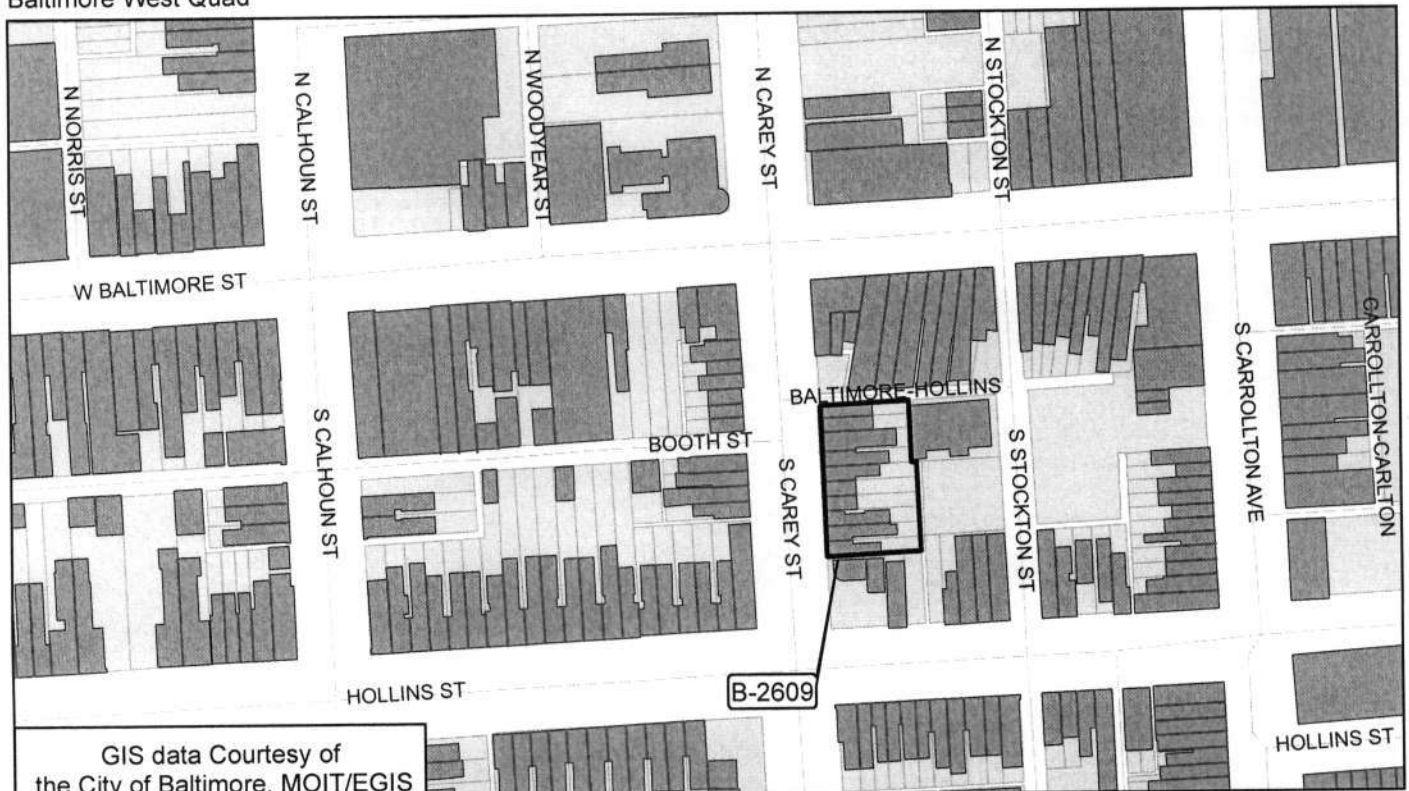 Baltimore West Quad
N NORRIS ST
N CALHOUN ST
N WOODYEAR ST
N CAREY ST
N STOCKTON ST
W BALTIMORE ST
BALTIMORE-HOLLINS
CARROLLTON-CARLTON
S CALHOUN ST
BOOTH ST
S CAREY ST
S STOCKTON ST
S CARROLLTON AVE
B-2609
HOLLINS ST
HOLLINS ST
GIS data Courtesy of
the City of Baltimore, MOIT/EGIS